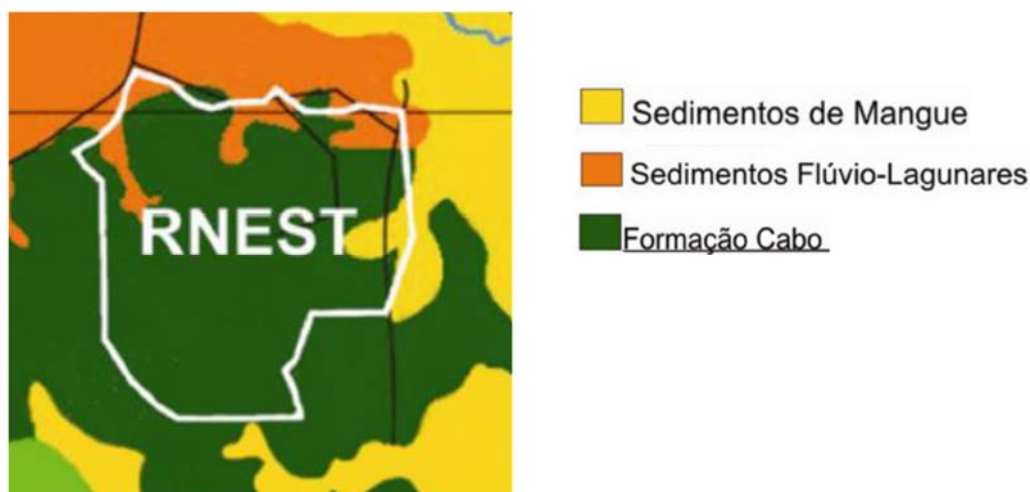 RNEST
Sedimentos de Mangue
Sedimentos Flúvio-Lagunares
Formação Cabo